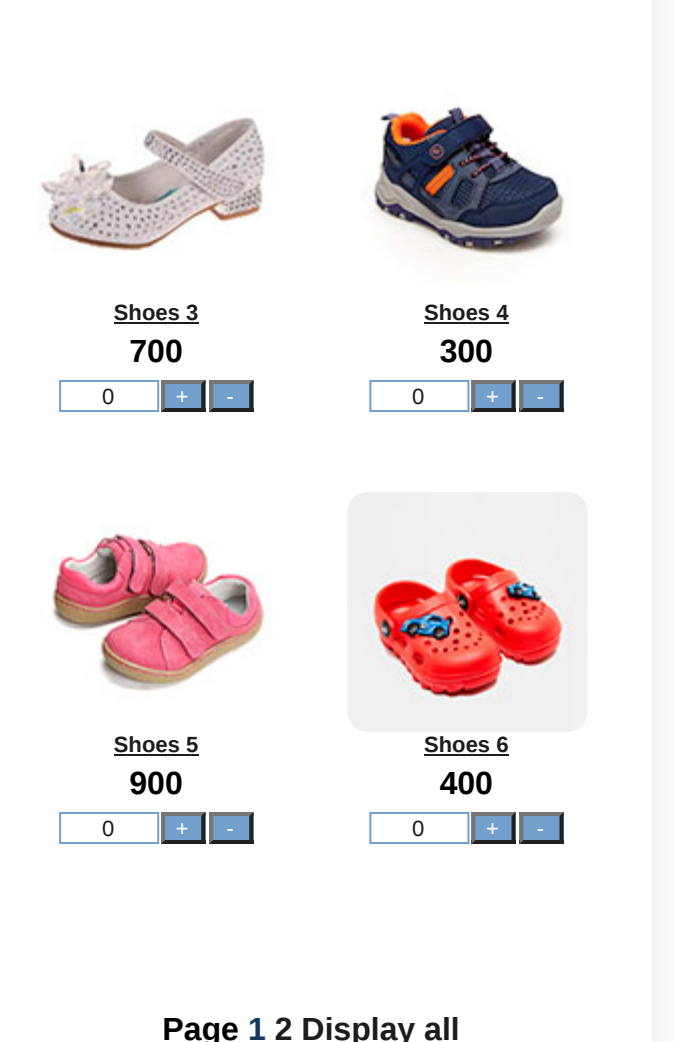 Shoes 3
700
0 + -
Shoes 4
300
0 + -
Shoes 5
900
0 + -
Shoes 6
400
0 + -
Page 1 2 Display all